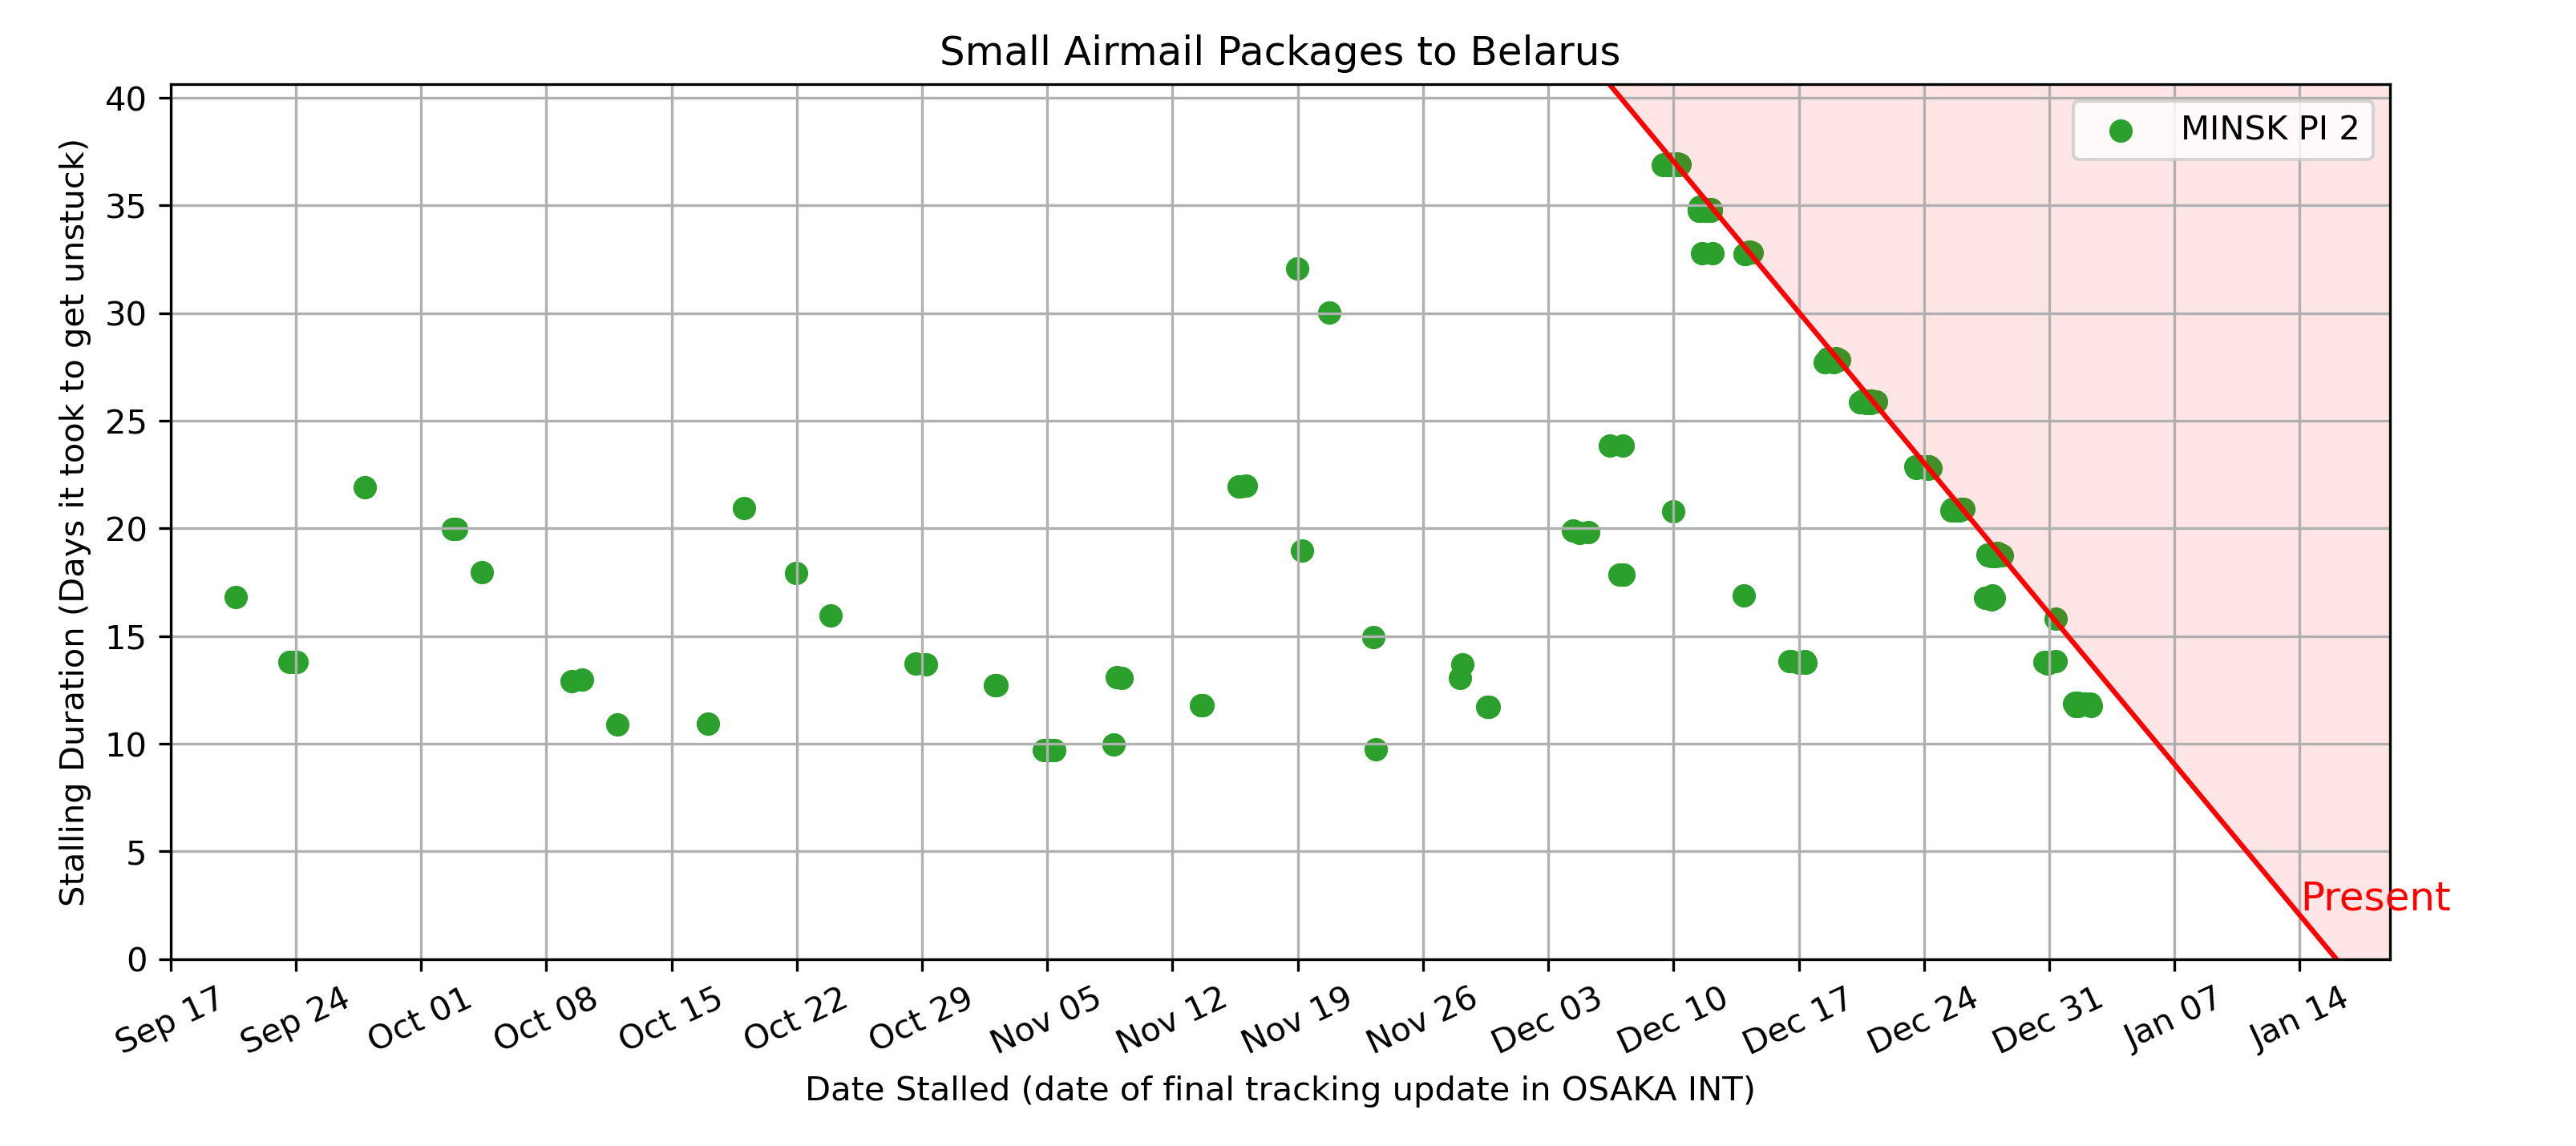 Small Airmail Packages to Belarus
MINSK PI 2
Stalling Duration (Days it took to get unstuck)
40
35
30
25
20
15
10
5
0
Present
Sep 17
Sep 24
Oct 01
Oct 08
Oct 15
Oct 22
Oct 29
Nov 05
Nov 12
Nov 19
Nov 26
Dec 03
Dec 10
Dec 17
Dec 24
Dec 31
Jan 07
Jan 14
Date Stalled (date of final tracking update in OSAKA INT)